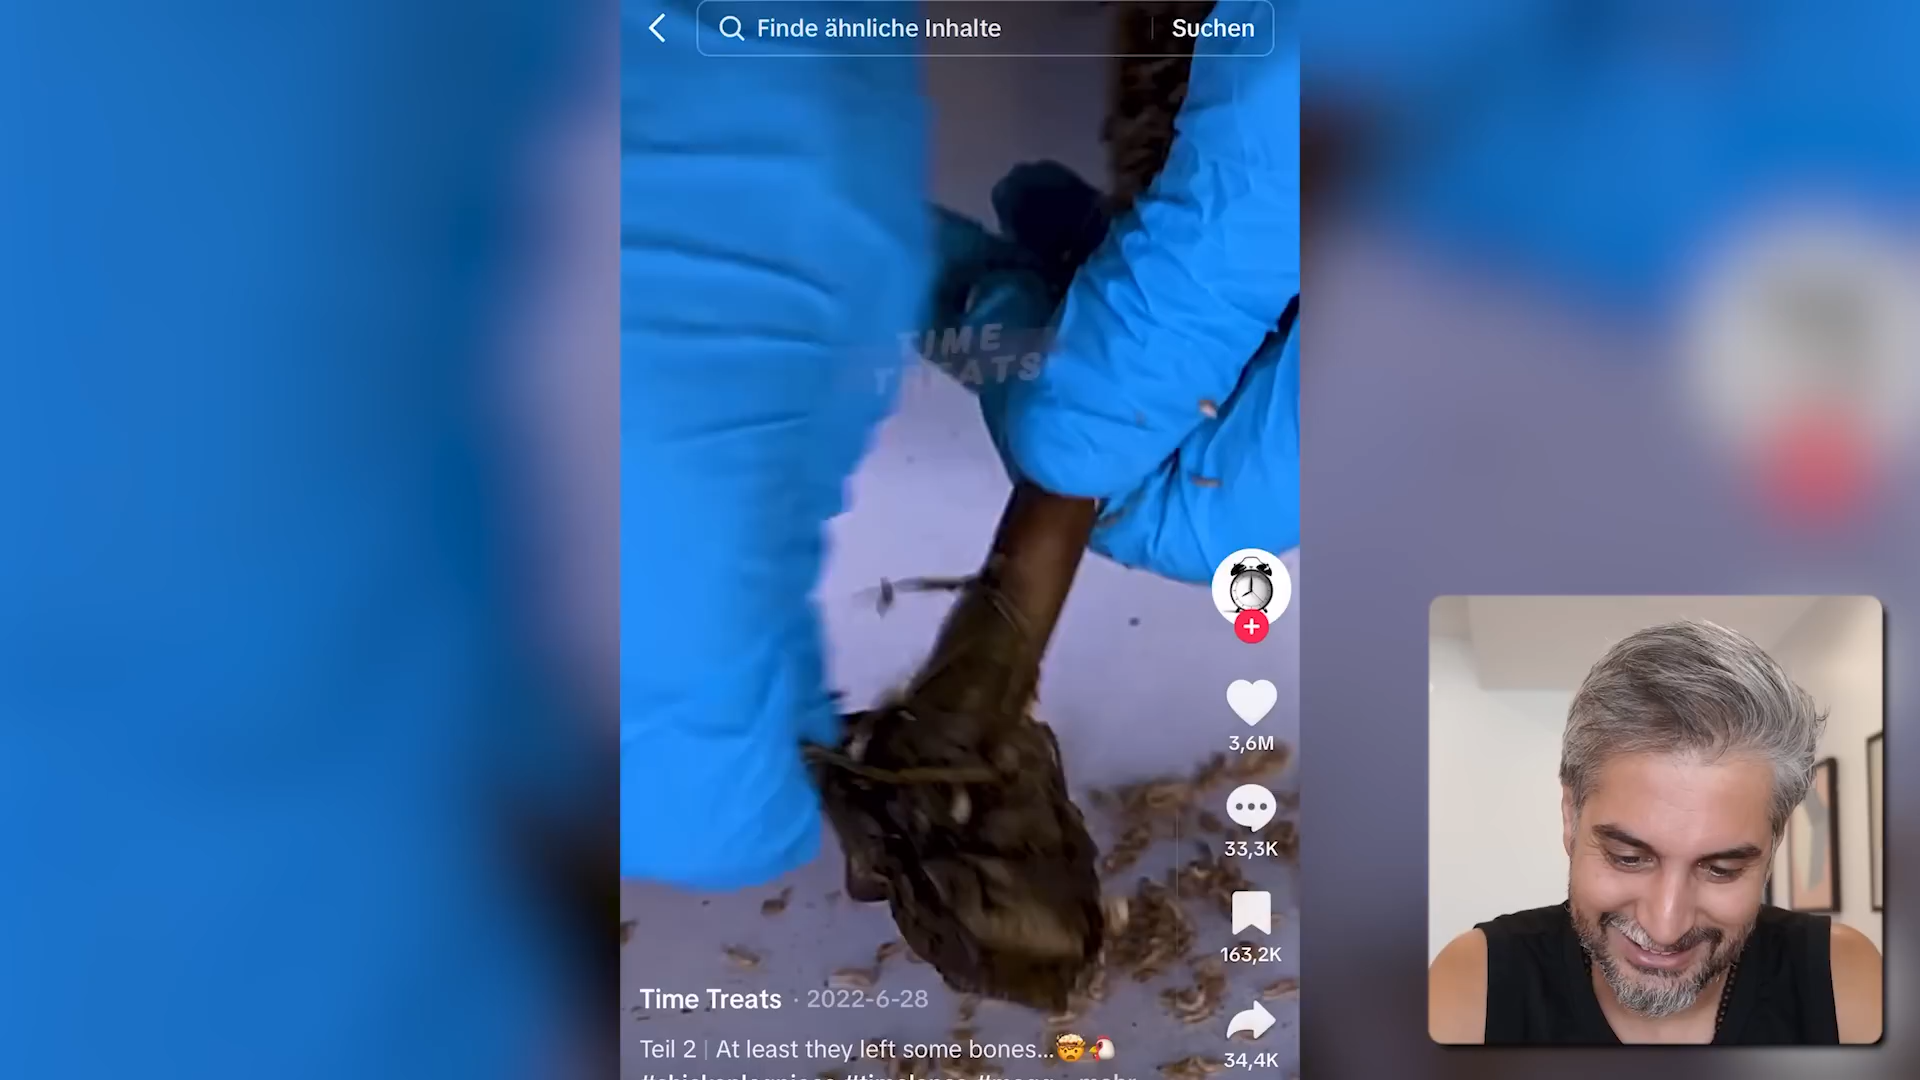 Finde ähnliche Inhalte
Suchen
TIME
TREATS
3,6M
33,3K
163,2K
Time Treats · 2022-6-28
Teil 2 | At least they left some bones...🤯🐔
34,4K